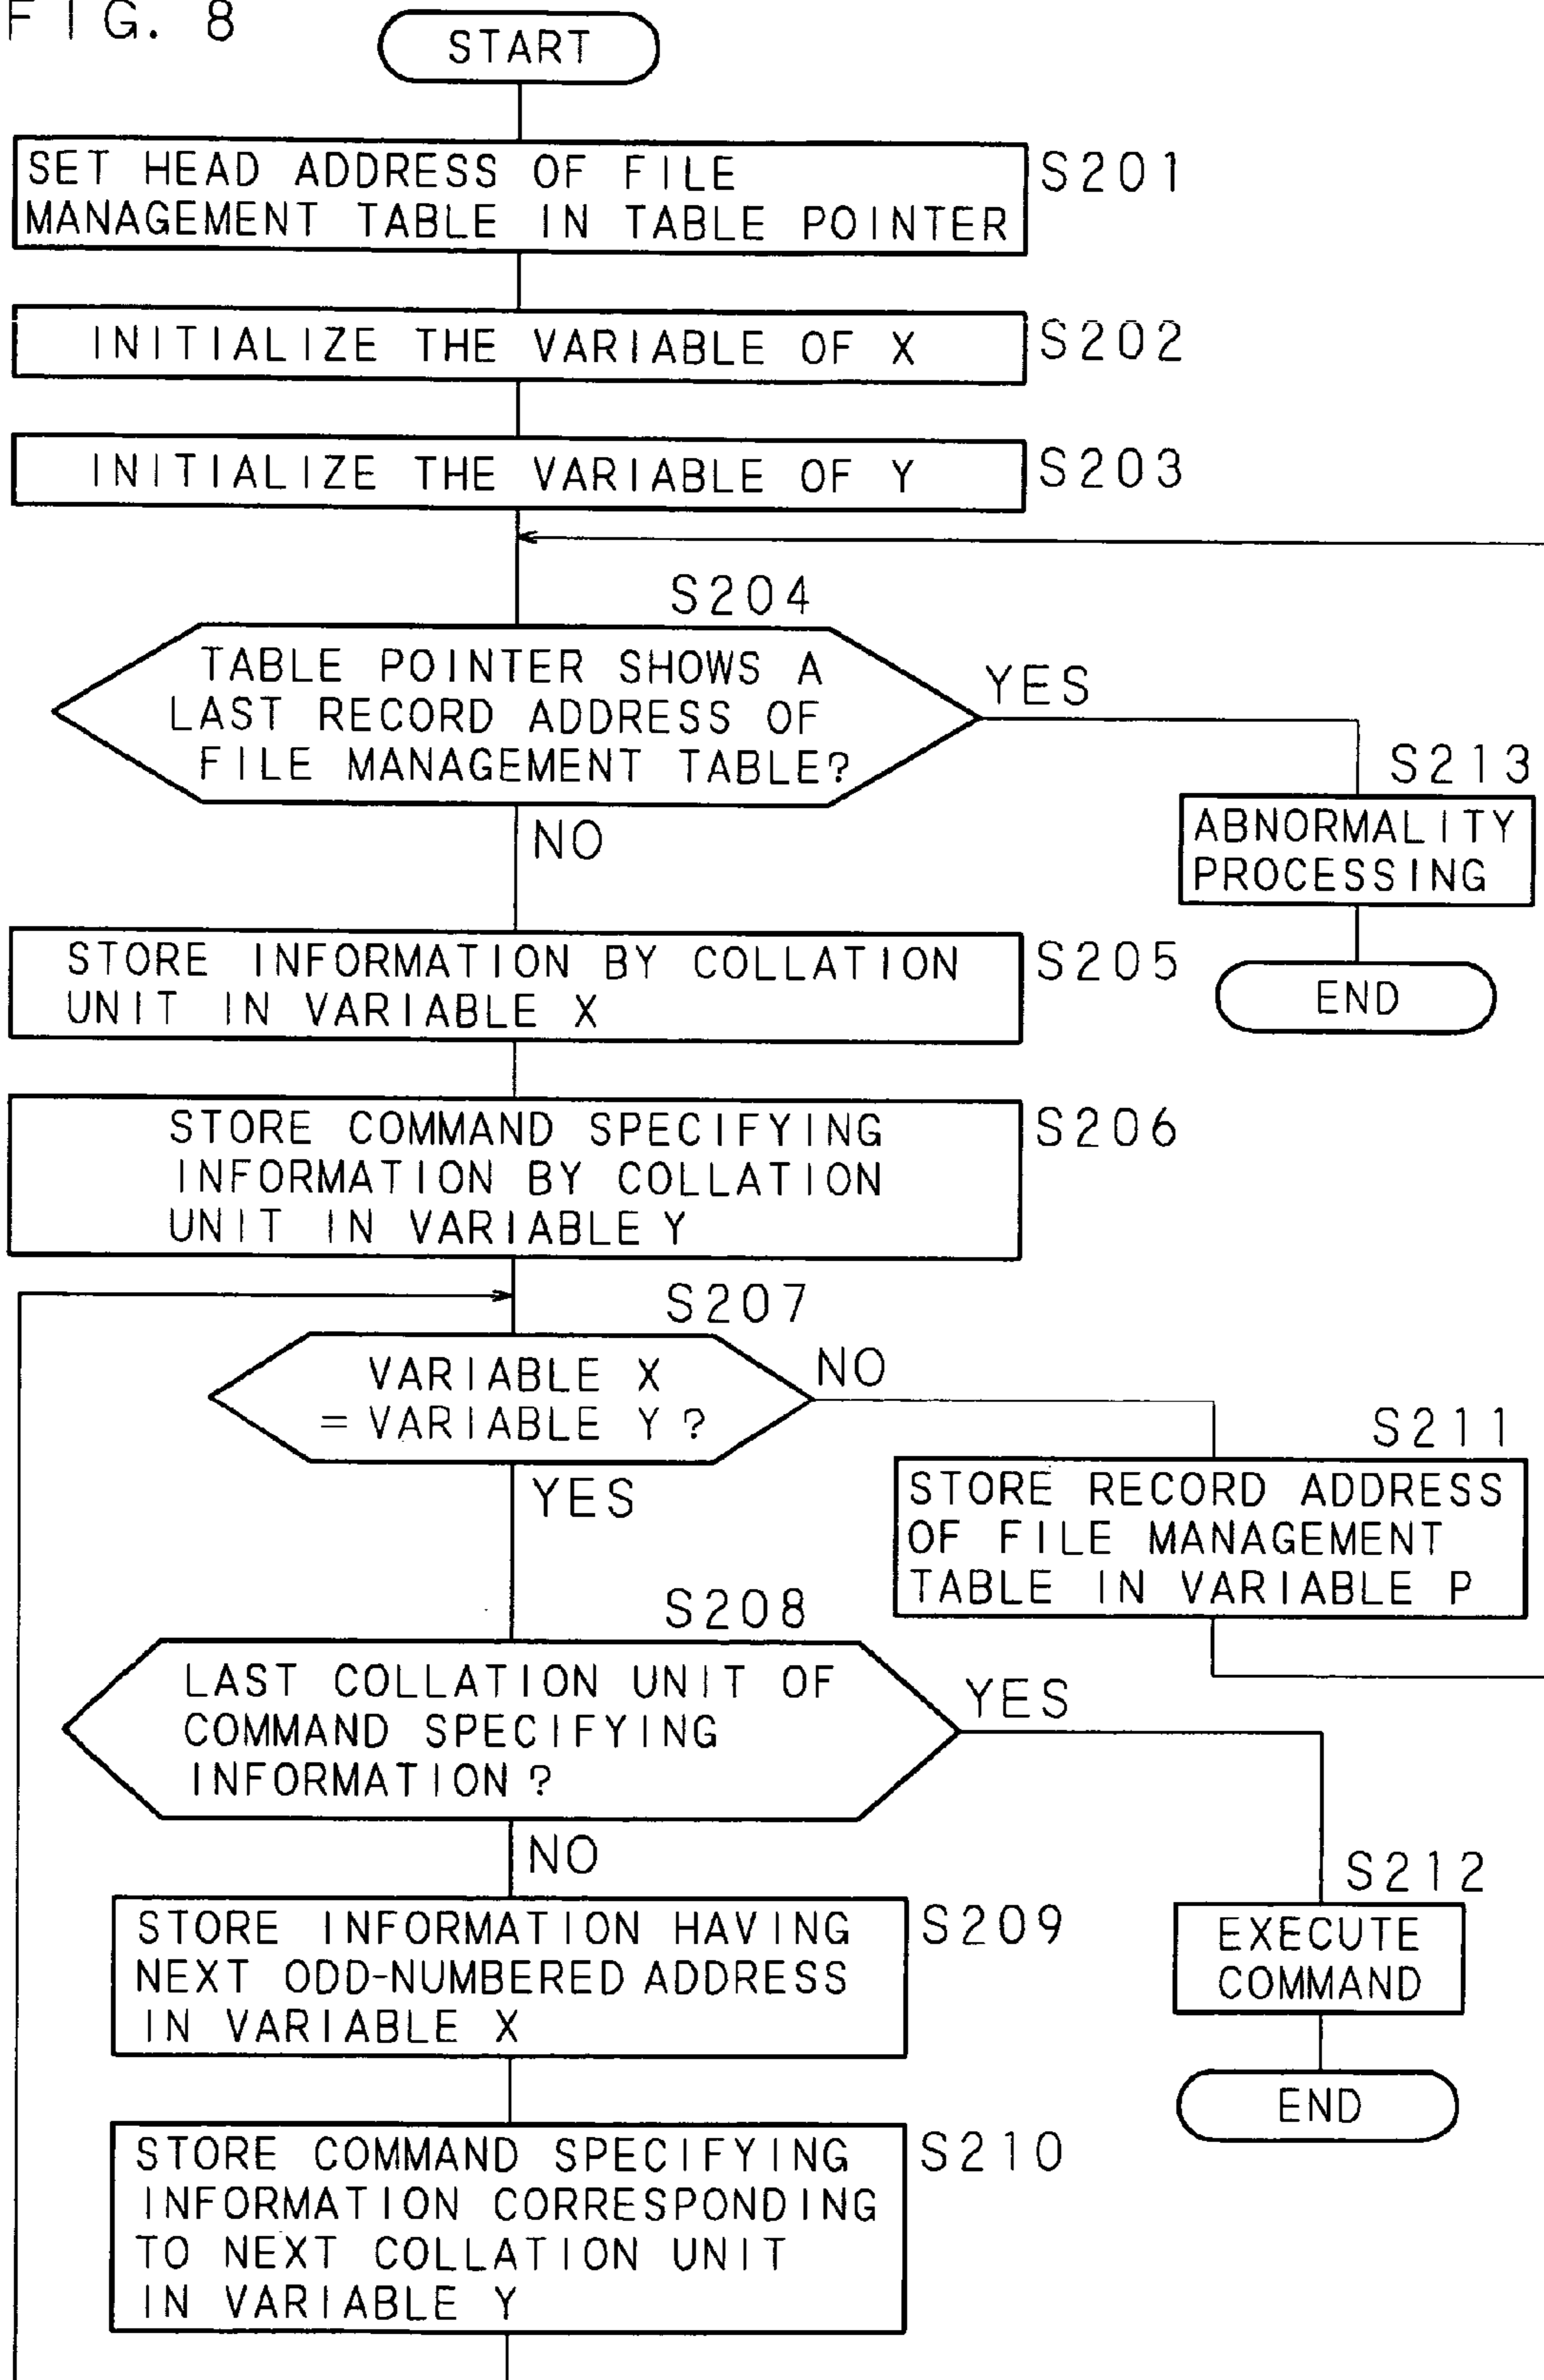 FIG. 8
START
SET HEAD ADDRESS OF FILE
MANAGEMENT TABLE IN TABLE POINTER
S201
INITIALIZE THE VARIABLE OF X
S202
INITIALIZE THE VARIABLE OF Y
S203
S204
TABLE POINTER SHOWS A
LAST RECORD ADDRESS OF
FILE MANAGEMENT TABLE?
YES
NO
S213
ABNORMALITY
PROCESSING
END
STORE INFORMATION BY COLLATION
UNIT IN VARIABLE X
S205
STORE COMMAND SPECIFYING
INFORMATION BY COLLATION
UNIT IN VARIABLE Y
S206
S207
VARIABLE X
= VARIABLE Y ?
NO
YES
S211
STORE RECORD ADDRESS
OF FILE MANAGEMENT
TABLE IN VARIABLE P
S208
LAST COLLATION UNIT OF
COMMAND SPECIFYING
INFORMATION ?
YES
NO
S212
EXECUTE
COMMAND
END
STORE INFORMATION HAVING
NEXT ODD-NUMBERED ADDRESS
IN VARIABLE X
S209
STORE COMMAND SPECIFYING
INFORMATION CORRESPONDING
TO NEXT COLLATION UNIT
IN VARIABLE Y
S210